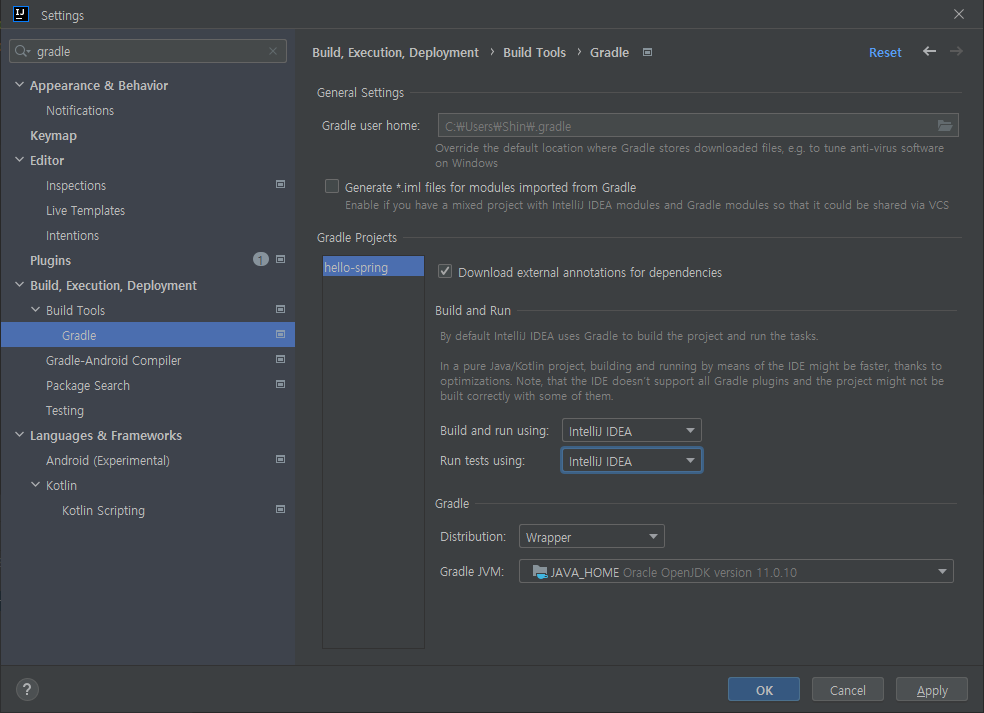 IJ
Settings
gradle
Build, Execution, Deployment › Build Tools › Gradle
Reset
Appearance & Behavior
Notifications
Keymap
Editor
Inspections
Live Templates
Intentions
Plugins
1
Build, Execution, Deployment
Build Tools
Gradle
Gradle-Android Compiler
Package Search
Testing
Languages & Frameworks
Android (Experimental)
Kotlin
Kotlin Scripting
General Settings
Gradle user home:
C:₩Users₩Shin₩.gradle
Override the default location where Gradle stores downloaded files, e.g. to tune anti-virus software
on Windows
Generate *.iml files for modules imported from Gradle
Enable if you have a mixed project with IntelliJ IDEA modules and Gradle modules so that it could be shared via VCS
Gradle Projects
hello-spring
Download external annotations for dependencies
Build and Run
By default IntelliJ IDEA uses Gradle to build the project and run the tasks.
In a pure Java/Kotlin project, building and running by means of the IDE might be faster, thanks to
optimizations. Note, that the IDE doesn't support all Gradle plugins and the project might not be
built correctly with some of them.
Build and run using: IntelliJ IDEA
Run tests using: IntelliJ IDEA
Gradle
Distribution: Wrapper
Gradle JVM: JAVA_HOME Oracle OpenJDK version 11.0.10
?
OK
Cancel
Apply